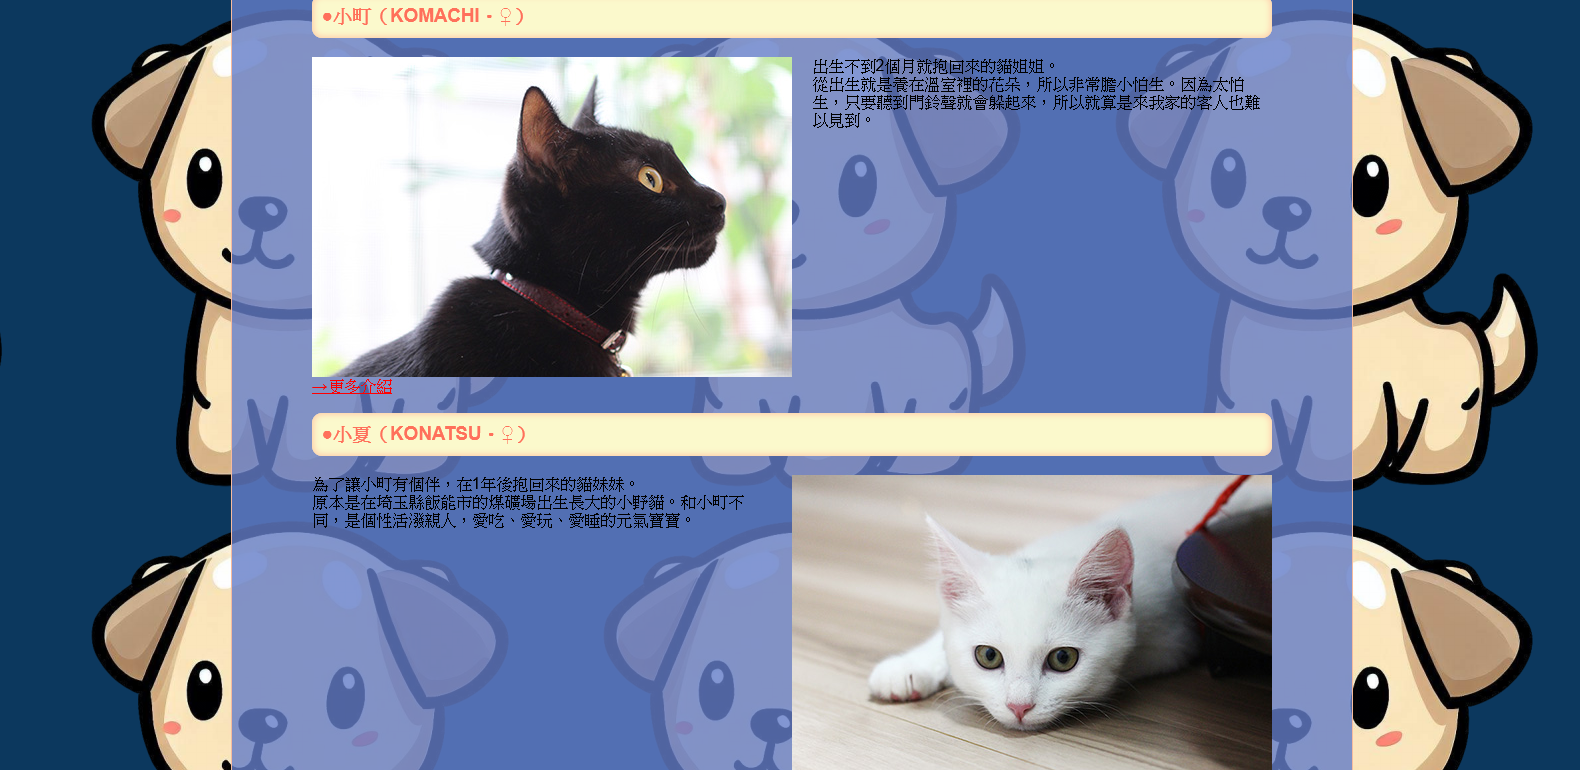 ●小町（KOMACHI - ♀）
出生不到2個月就抱回來的貓姐姐。
從出生就是養在溫室裡的花朵，所以非常膽小怕生。因為太怕
生，只要聽到門鈴聲就會躲起來，所以就算是來我家的客人也難
以見到。
→更多介紹
●小夏（KONATSU - ♀）
為了讓小町有個伴，在1年後抱回來的貓妹妹。
原本是在埼玉縣飯能市的煤礦場出生長大的小野貓。和小町不
同，是個性活潑親人，愛吃、愛玩、愛睡的元氣寶寶。